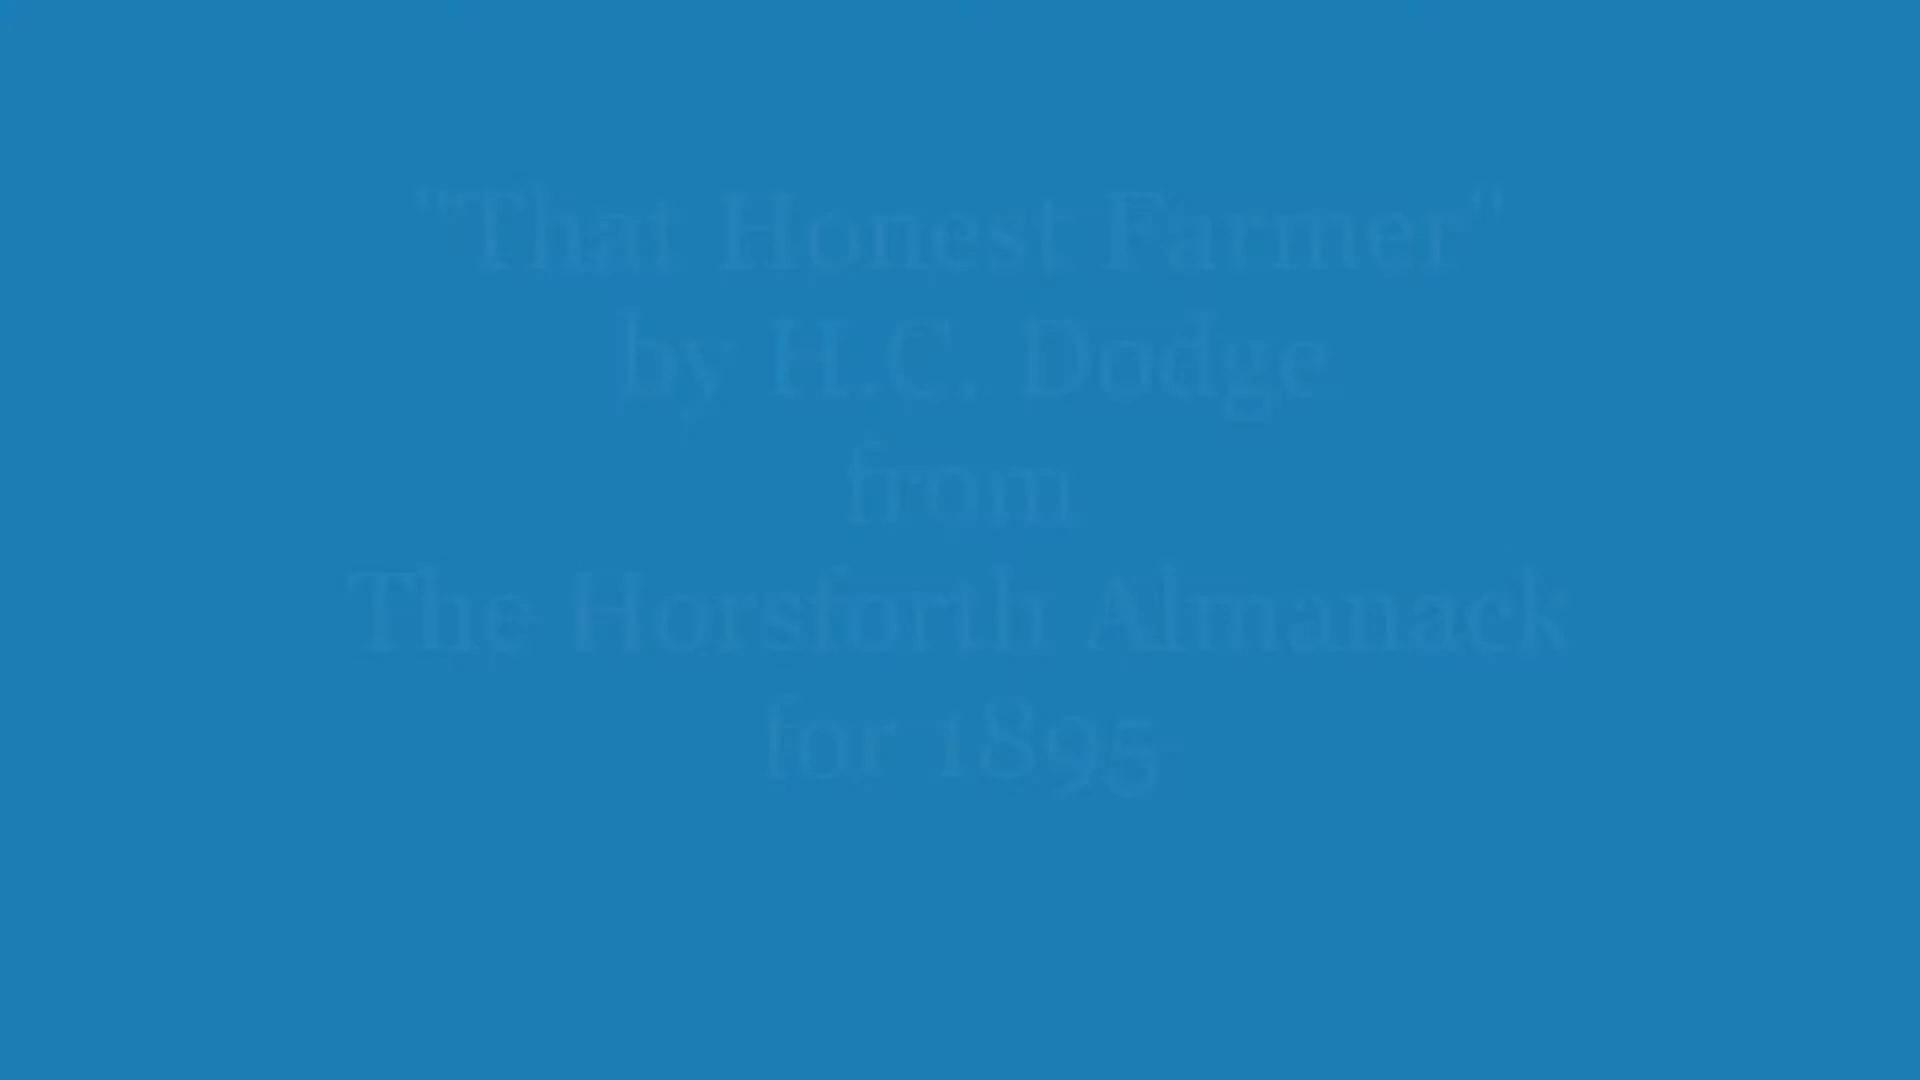 "That Honest Farmer"
by H.C. Dodge
from
The Horsforth Almanack
for 1895